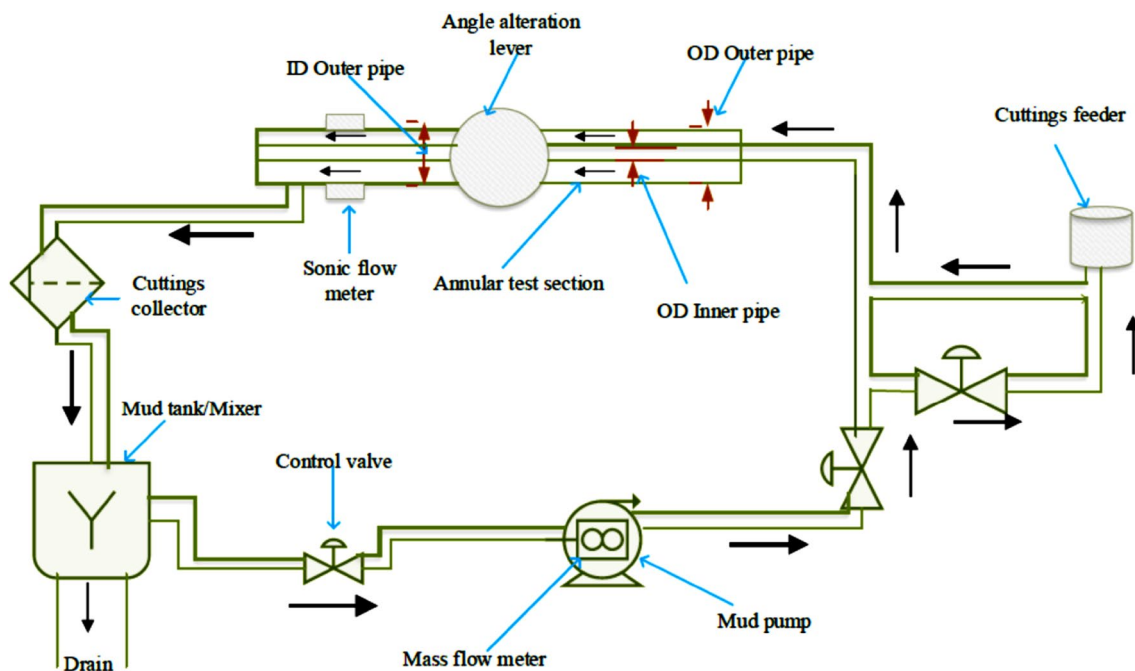 Angle alteration
lever
ID Outer pipe
OD Outer pipe
Cuttings feeder
Sonic flow
meter
Annular test section
OD Inner pipe
Cuttings
collector
Mud tank/Mixer
Control valve
Mass flow meter
Mud pump
Drain